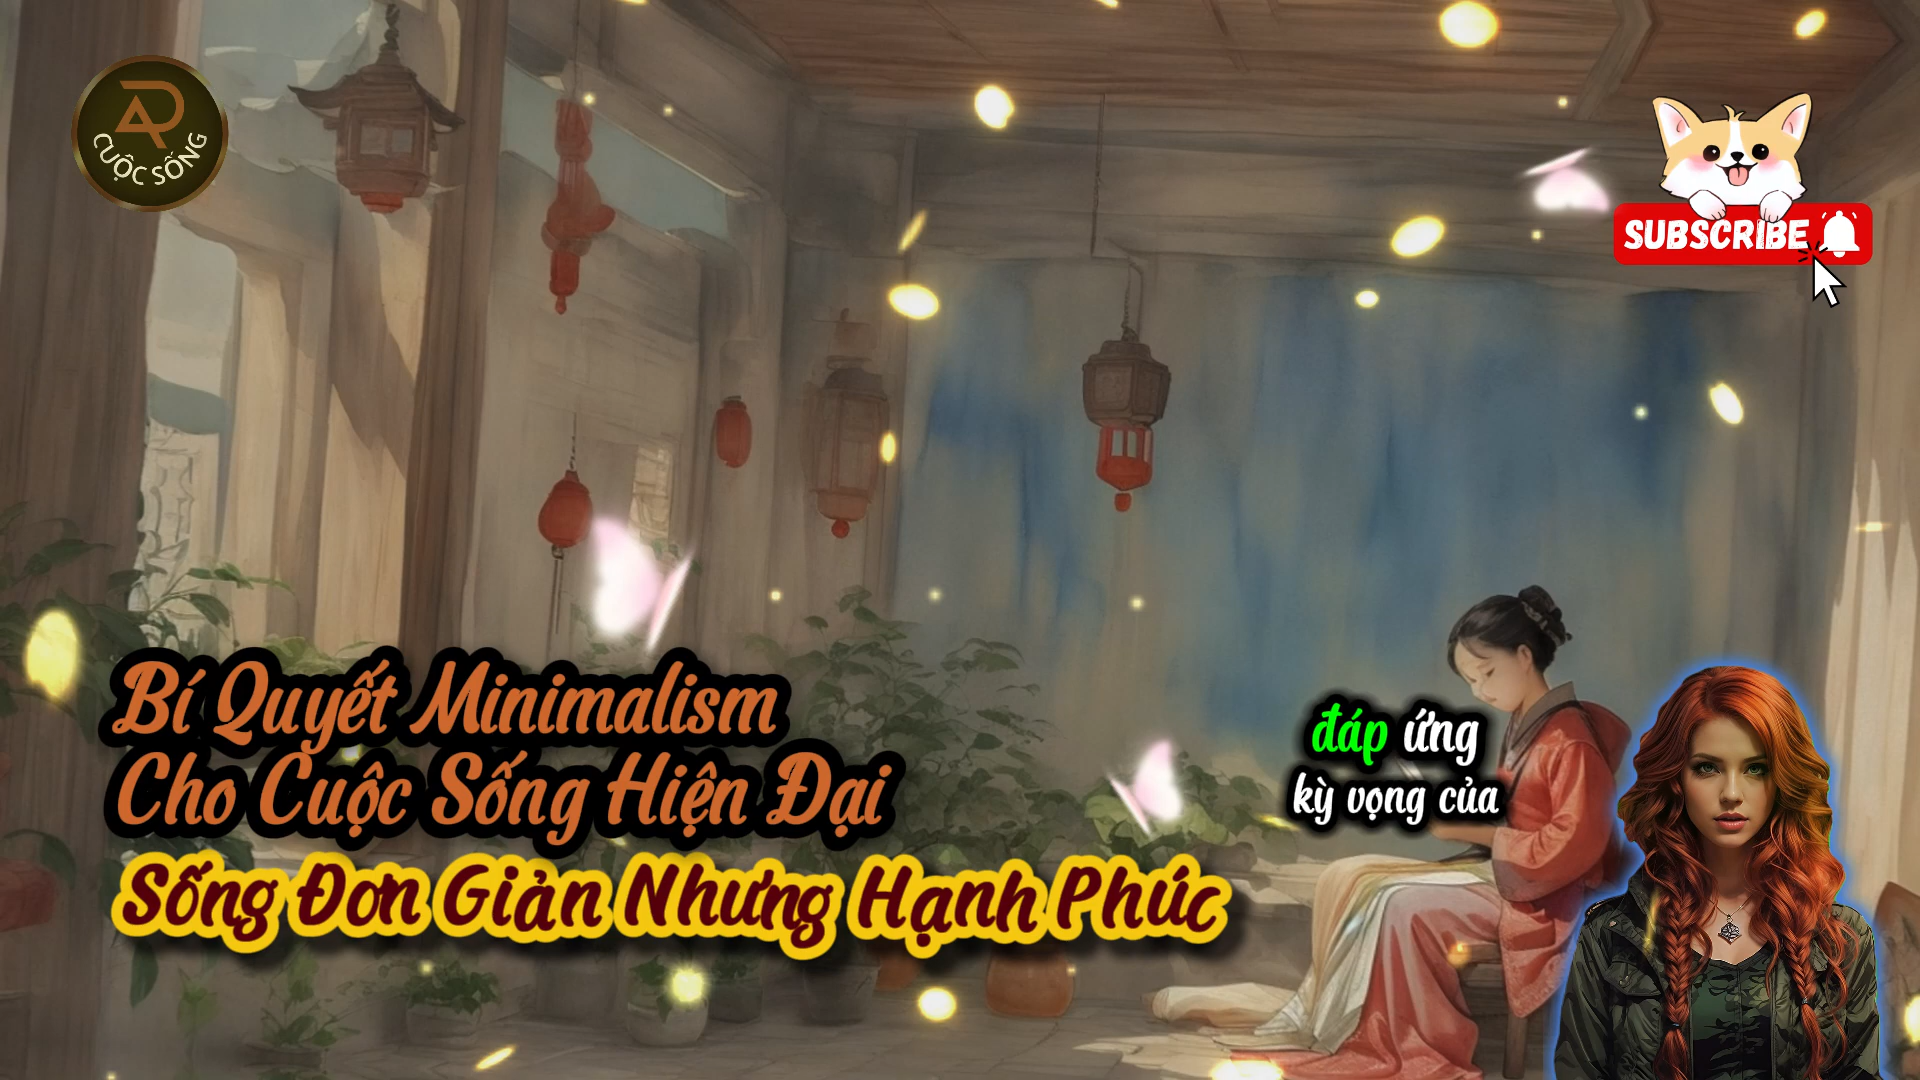 CUỘC SỐNG
SUBSCRIBE
Bí Quyết Minimalism
Cho Cuộc Sống Hiện Đại
Sống Đơn Giản Nhưng Hạnh Phúc
đáp ứng
kỳ vọng của